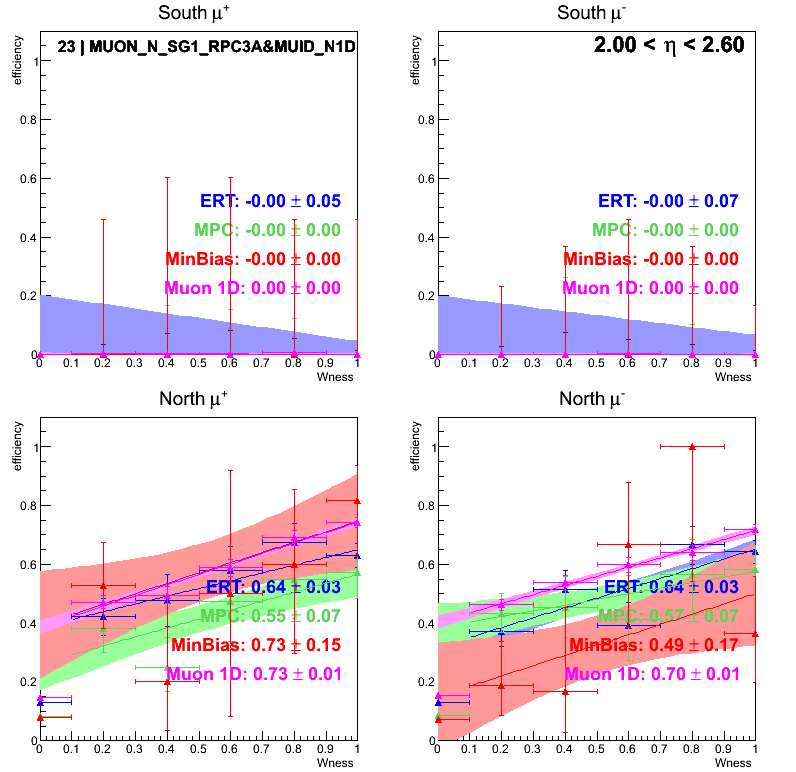 South μ+
efficiency
23 | MUON_N_SG1_RPC3A&MUID_N1D
1
0.8
0.6
0.4
0.2
0
ERT: -0.00 ± 0.05
MPC: -0.00 ± 0.00
MinBias: -0.00 ± 0.00
Muon 1D: 0.00 ± 0.00
0 0.1 0.2 0.3 0.4 0.5 0.6 0.7 0.8 0.9 1
Wness
South μ-
efficiency
2.00 < η < 2.60
1
0.8
0.6
0.4
0.2
0
ERT: -0.00 ± 0.07
MPC: -0.00 ± 0.00
MinBias: -0.00 ± 0.00
Muon 1D: 0.00 ± 0.00
0 0.1 0.2 0.3 0.4 0.5 0.6 0.7 0.8 0.9 1
Wness
North μ+
efficiency
1
0.8
0.6
0.4
0.2
0
ERT: 0.64 ± 0.03
MPC: 0.55 ± 0.07
MinBias: 0.73 ± 0.15
Muon 1D: 0.73 ± 0.01
0 0.1 0.2 0.3 0.4 0.5 0.6 0.7 0.8 0.9 1
Wness
North μ-
efficiency
1
0.8
0.6
0.4
0.2
0
ERT: 0.64 ± 0.03
MPC: 0.57 ± 0.07
MinBias: 0.49 ± 0.17
Muon 1D: 0.70 ± 0.01
0 0.1 0.2 0.3 0.4 0.5 0.6 0.7 0.8 0.9 1
Wness